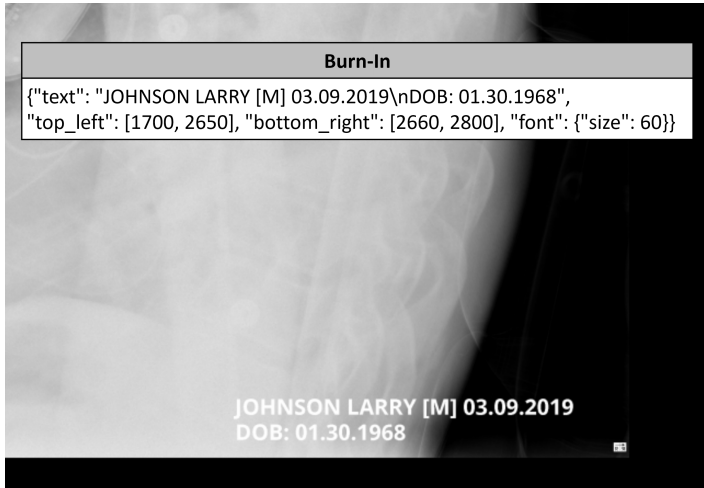 Burn-In
{"text": "JOHNSON LARRY [M] 03.09.2019\nDOB: 01.30.1968",
"top_left": [1700, 2650], "bottom_right": [2660, 2800], "font": {"size": 60}}
JOHNSON LARRY [M] 03.09.2019
DOB: 01.30.1968